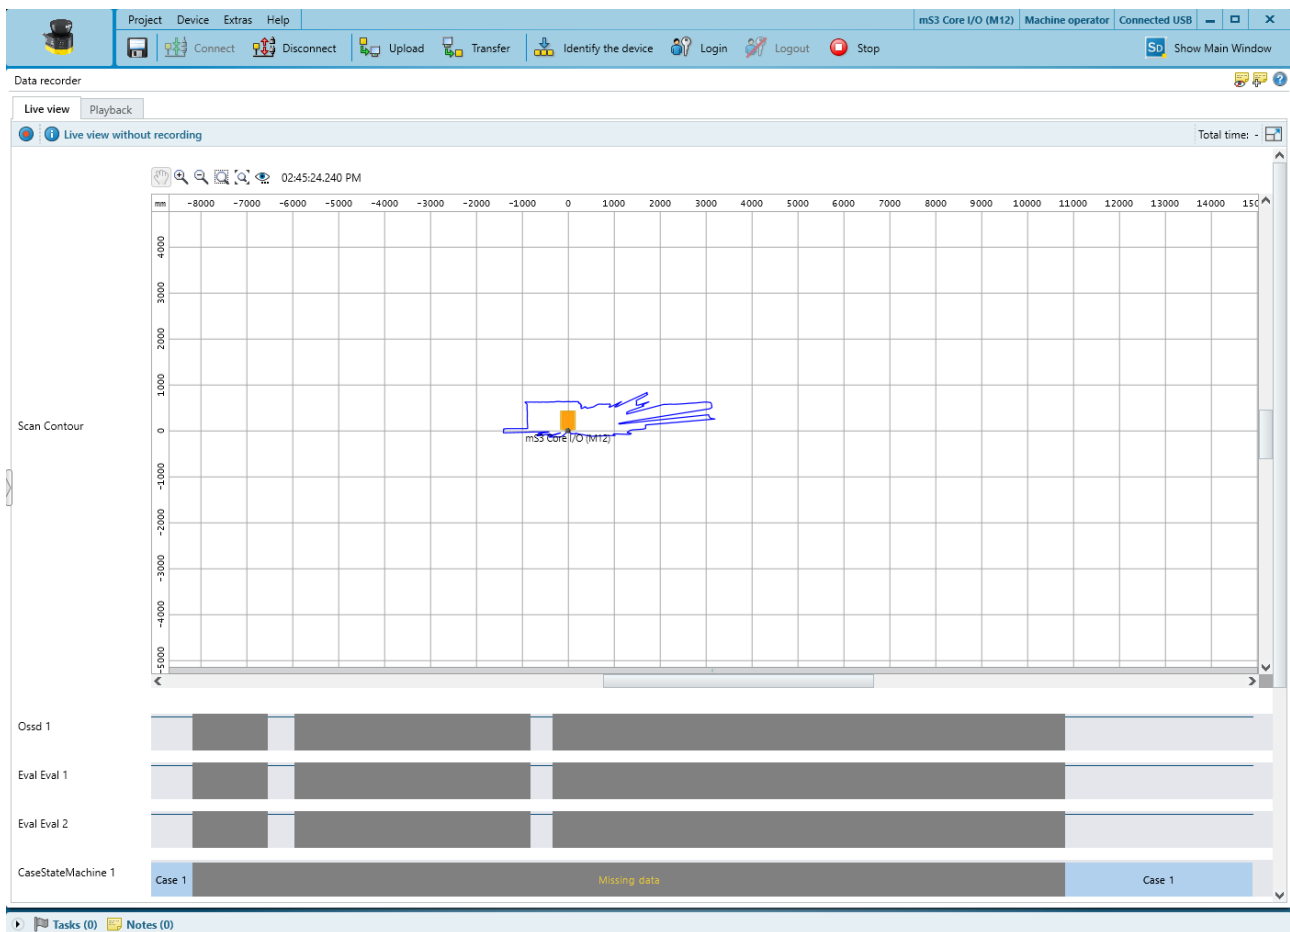 Project Device Extras Help mS3 Core I/O (M12) Machine operator Connected USB
Connect Disconnect Upload Transfer Identify the device Login Logout Stop SD Show Main Window
Data recorder
Live view Playback
Live view without recording Total time: -
02:45:24.240 PM
mm -8000 -7000 -6000 -5000 -4000 -3000 -2000 -1000 0 1000 2000 3000 4000 5000 6000 7000 8000 9000 10000 11000 12000 13000 14000 150
4000
3000
2000
1000
Scan Contour
0
mS3 Core I/O (M12)
-1000
-2000
-3000
-4000
-5000
Ossd 1
Eval Eval 1
Eval Eval 2
CaseStateMachine 1
Case 1 Missing data Case 1
Tasks (0) Notes (0)